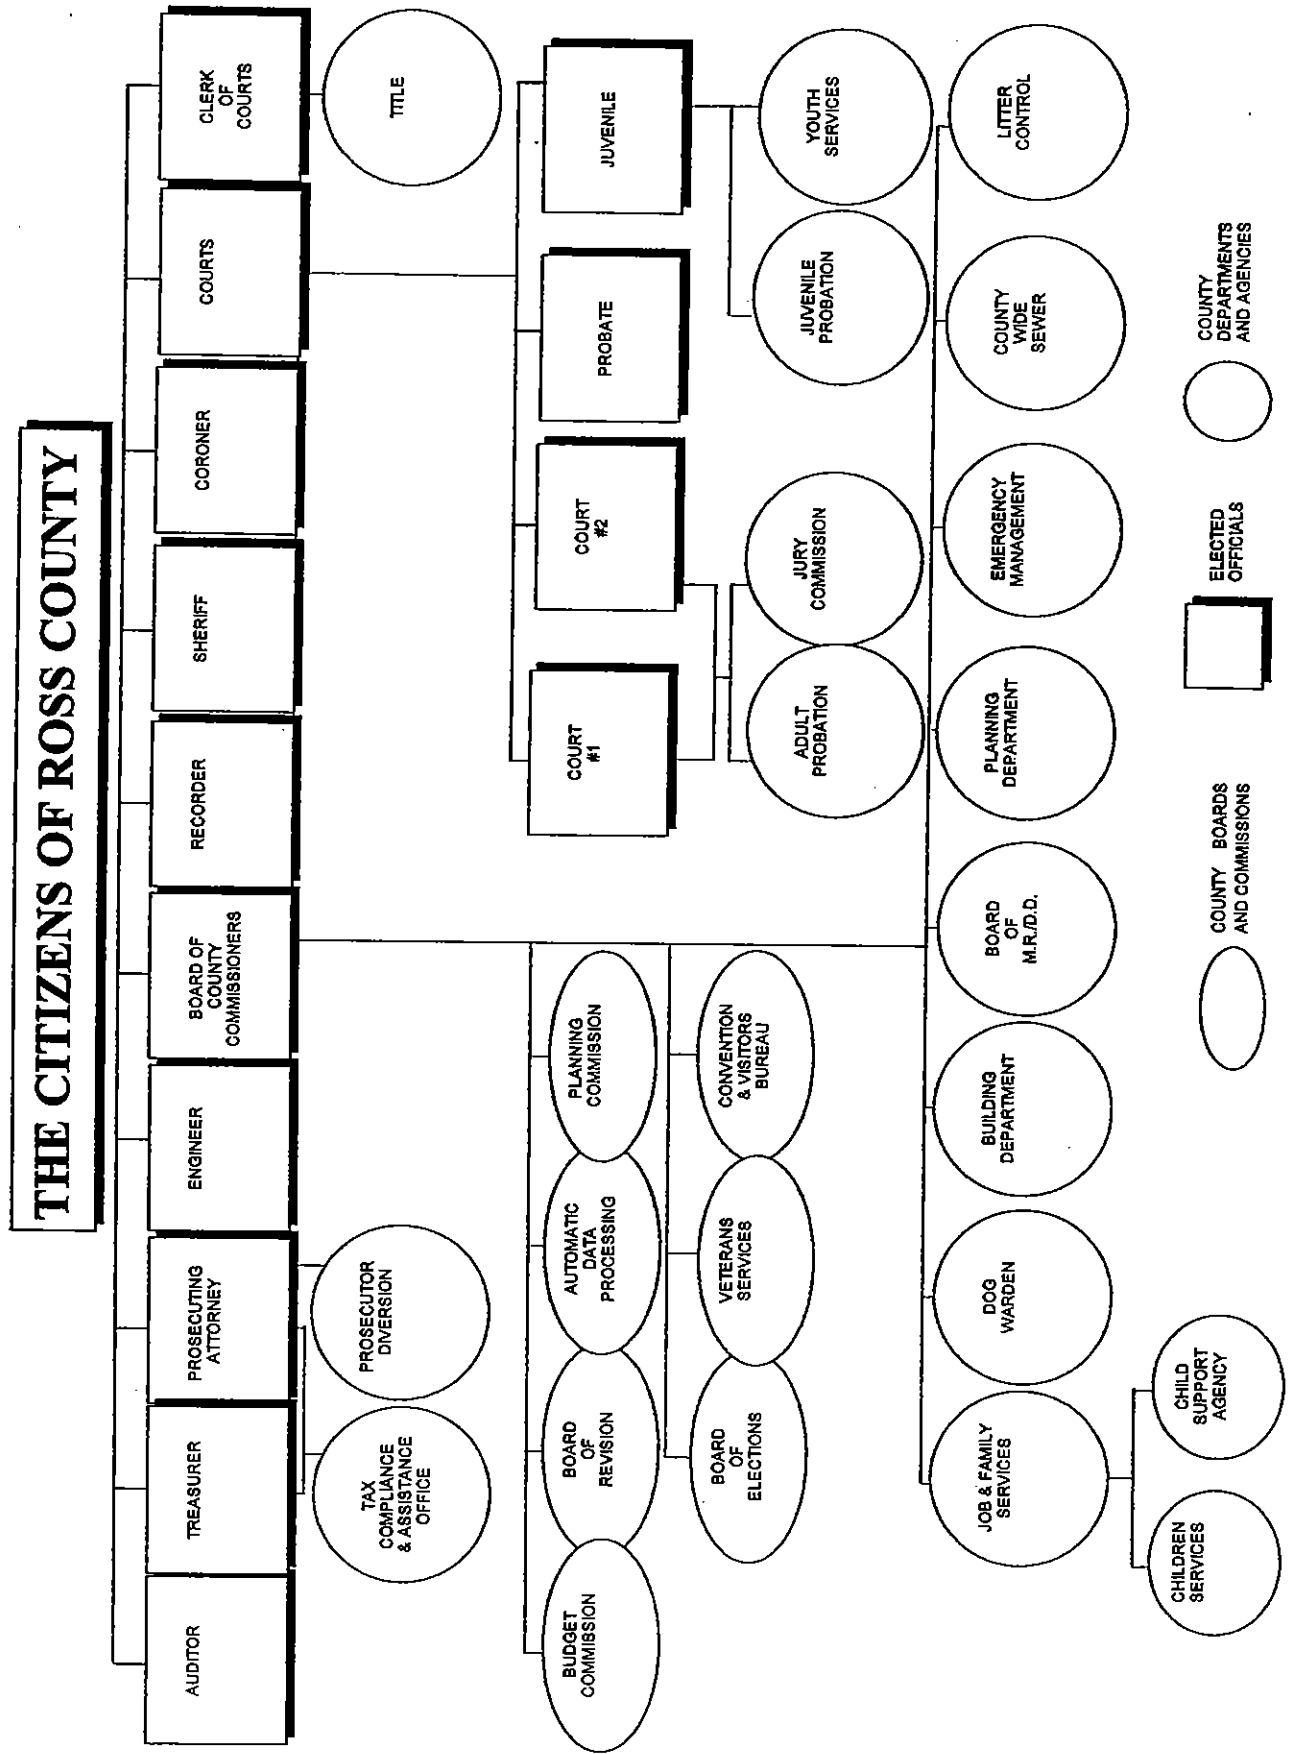 THE CITIZENS OF ROSS COUNTY
AUDITOR
TREASURER
PROSECUTING
ATTORNEY
ENGINEER
BOARD OF
COUNTY
COMMISSIONERS
RECORDER
SHERIFF
CORONER
COURTS
CLERK
OF
COURTS
TAX
COMPLIANCE
& ASSISTANCE
OFFICE
PROSECUTOR
DIVERSION
TITLE
BUDGET
COMMISSION
BOARD
OF
REVISION
AUTOMATIC
DATA
PROCESSING
PLANNING
COMMISSION
COURT
#1
COURT
#2
PROBATE
JUVENILE
BOARD
OF
ELECTIONS
VETERANS
SERVICES
CONVENTION
& VISITORS
BUREAU
ADULT
PROBATION
JURY
COMMISSION
JUVENILE
PROBATION
YOUTH
SERVICES
JOB & FAMILY
SERVICES
DOG
WARDEN
BUILDING
DEPARTMENT
BOARD
OF
M.R./D.D.
PLANNING
DEPARTMENT
EMERGENCY
MANAGEMENT
COUNTY
WIDE
SEWER
LITTER
CONTROL
CHILDREN
SERVICES
CHILD
SUPPORT
AGENCY
COUNTY BOARDS
AND COMMISSIONS
ELECTED
OFFICIALS
COUNTY
DEPARTMENTS
AND AGENCIES